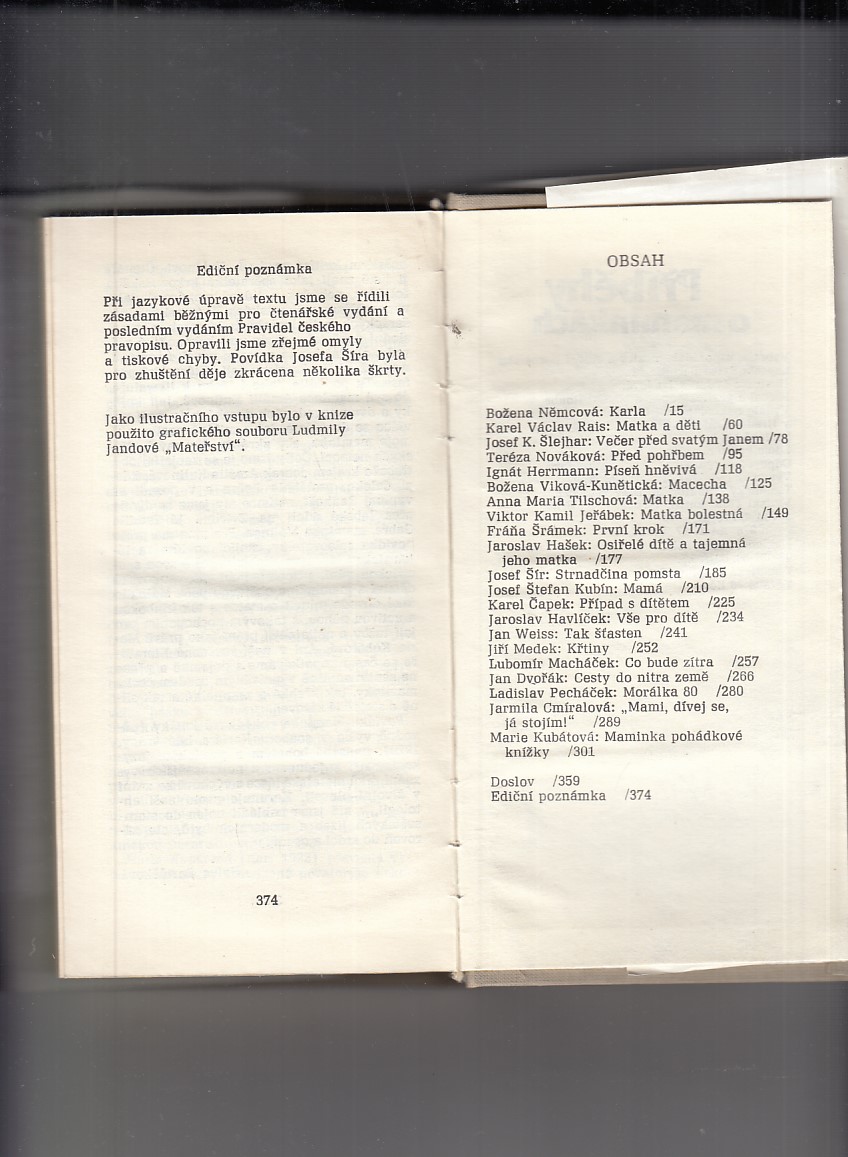 Ediční poznámka
Při jazykové úpravě textu jsme se řídili
zásadami běžnými pro čtenářské vydání a
posledním vydáním Pravidel českého
pravopisu. Opravili jsme zřejmé omyly
a tiskové chyby. Povídka Josefa Šíra byla
pro zhuštění děje zkrácena několika škrty.
Jako ilustračního vstupu bylo v knize
použito grafického souboru Ludmily
Jandové „Mateřství“.
374
OBSAH
Božena Němcová: Karla /15
Karel Václav Rais: Matka a děti /60
Josef K. Šlejhar: Večer před svatým Janem /78
Teréza Nováková: Před pohřbem /95
Ignát Herrmann: Píseň hněvivá /118
Božena Viková-Kunětická: Macecha /125
Anna Maria Tilschová: Matka /138
Viktor Kamil Jeřábek: Matka bolestná /149
Fráňa Šrámek: První krok /171
Jaroslav Hašek: Osiřelé dítě a tajemná
jeho matka /177
Josef Šír: Strnadčina pomsta /185
Josef Štefan Kubín: Mamá /210
Karel Čapek: Případ s dítětem /225
Jaroslav Havlíček: Vše pro dítě /234
Jan Weiss: Tak šťasten /241
Jiří Medek: Křtiny /252
Lubomír Macháček: Co bude zítra /257
Jan Dvořák: Cesty do nitra země /266
Ladislav Pecháček: Morálka 80 /280
Jarmila Cmíralová: „Mami, dívej se,
já stojím!“ /289
Marie Kubátová: Maminka pohádkové
knížky /301
Doslov /359
Ediční poznámka /374